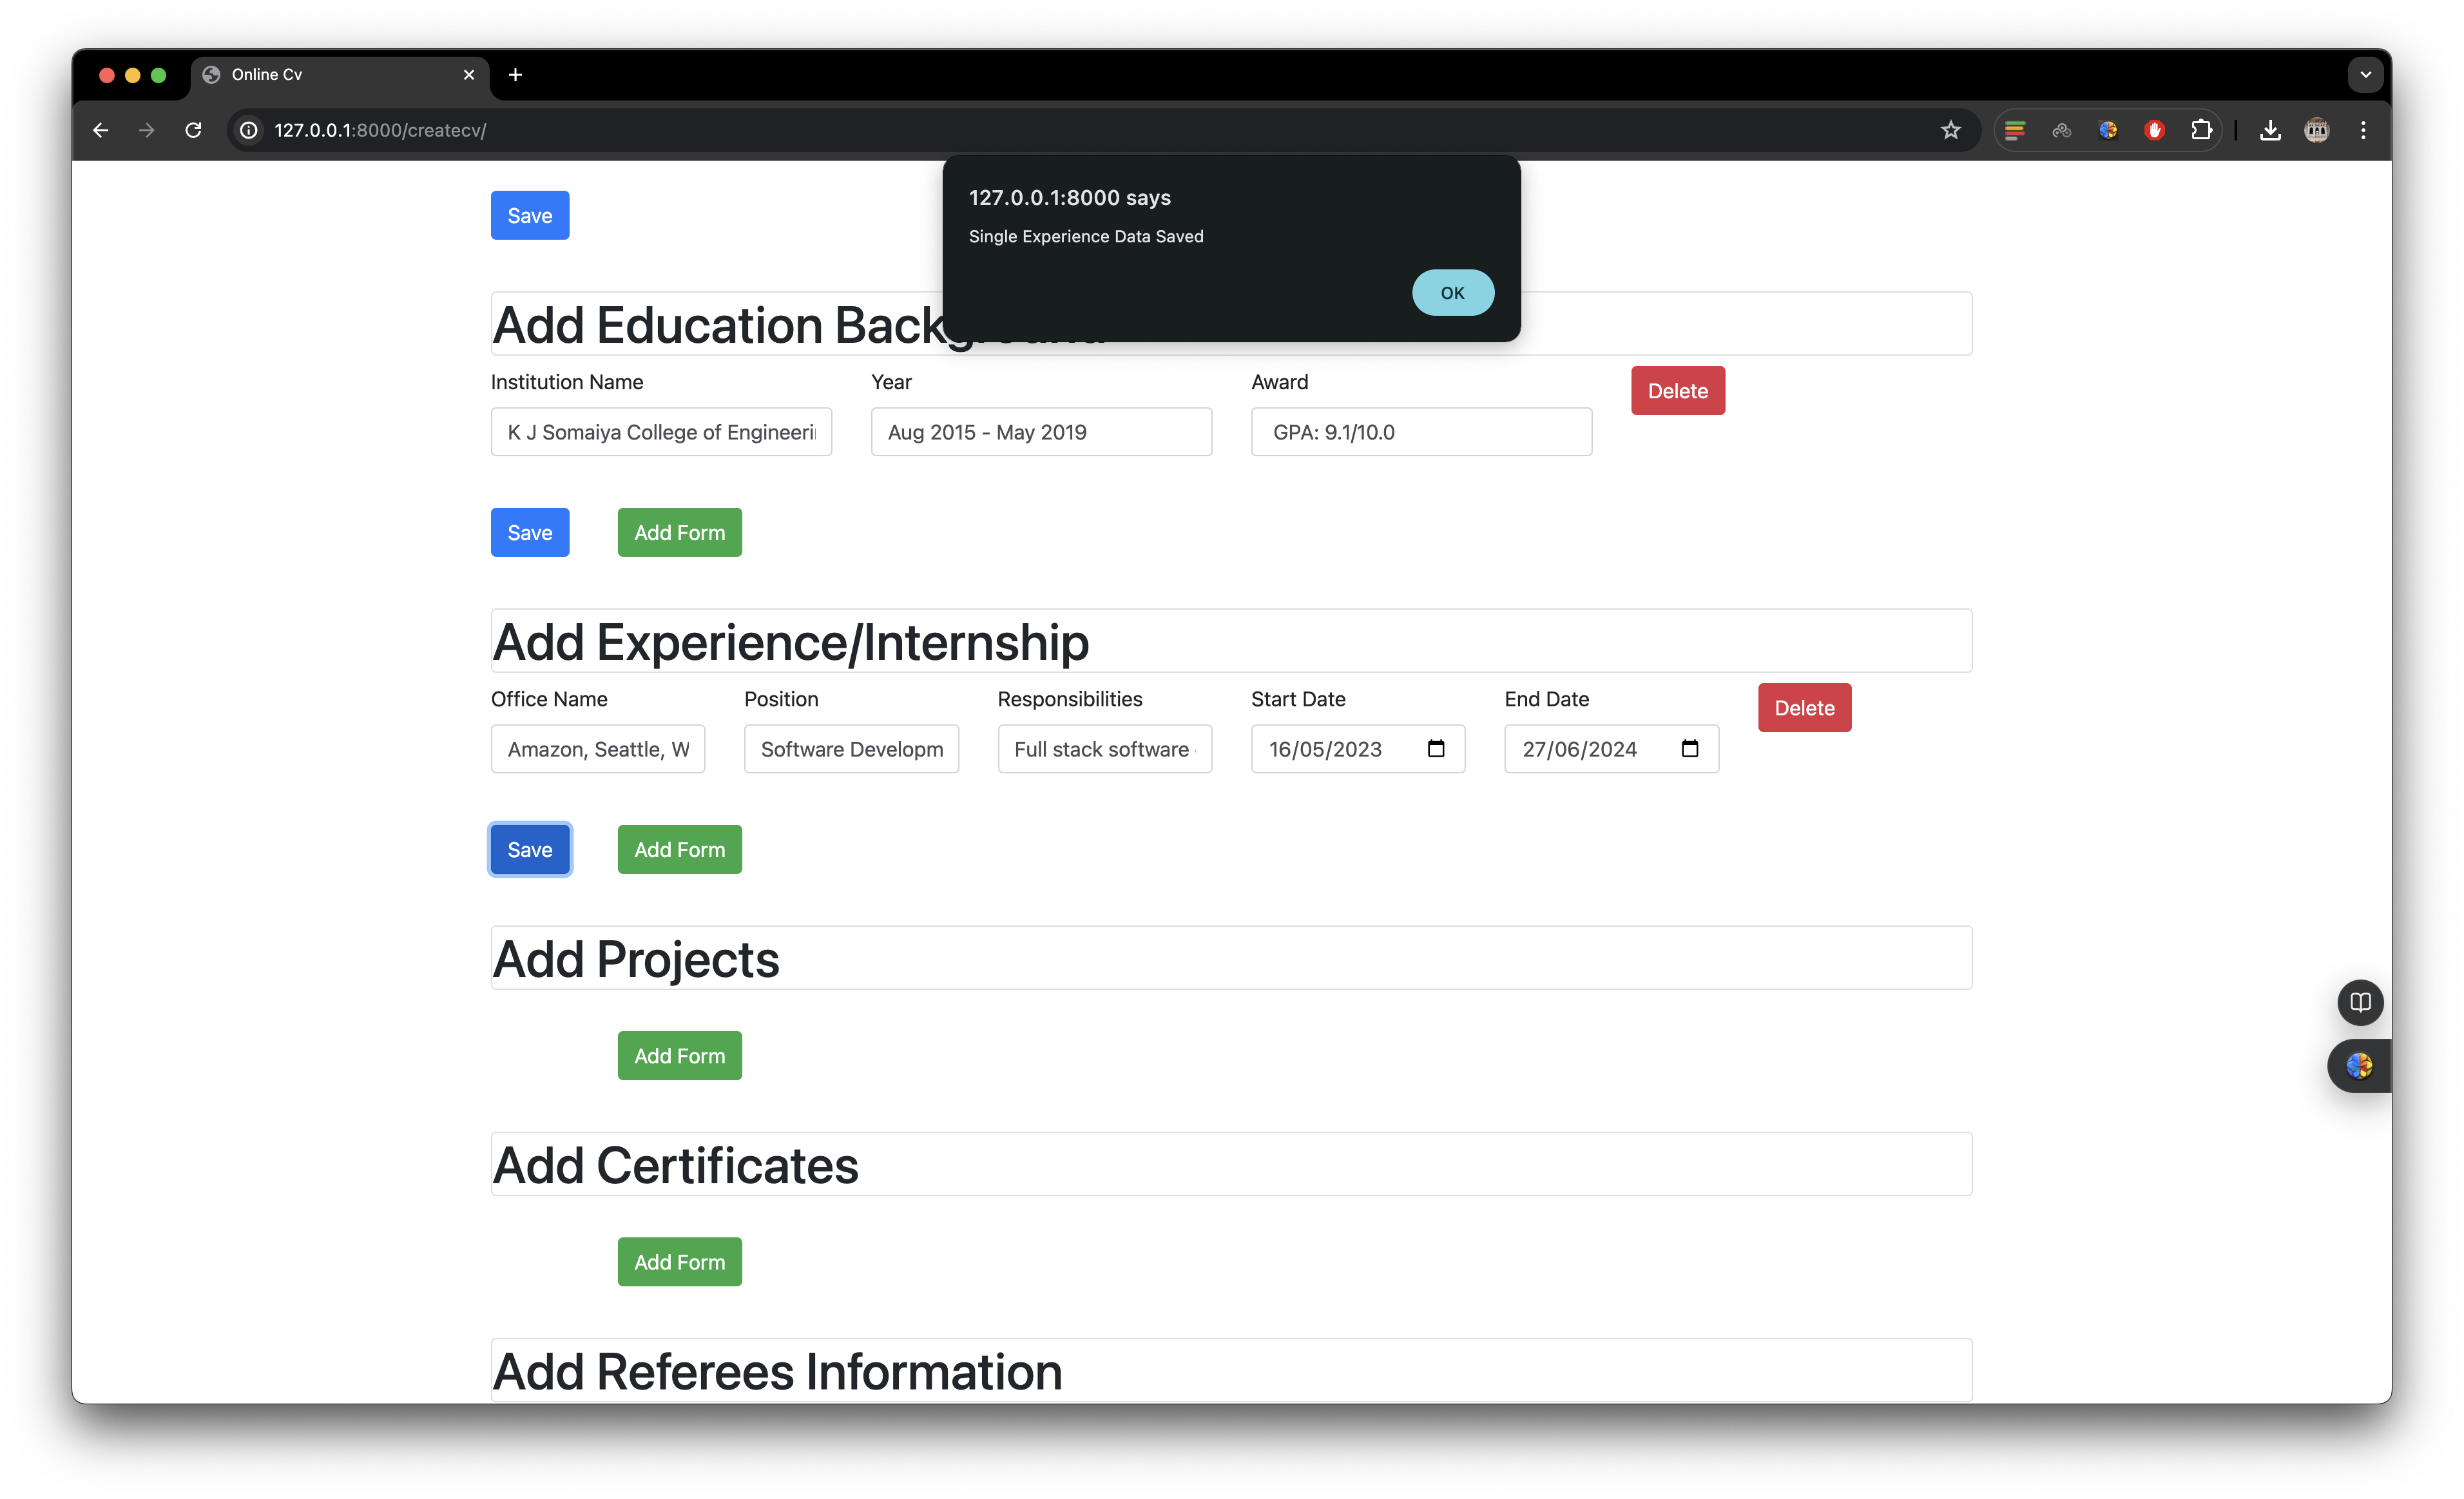 Online Cv
127.0.0.1:8000/createcv/
127.0.0.1:8000 says
Single Experience Data Saved
OK
Save
Add Education Background
Institution Name Year Award Delete
K J Somaiya College of Engineeri Aug 2015 - May 2019 GPA: 9.1/10.0
Save Add Form
Add Experience/Internship
Office Name Position Responsibilities Start Date End Date Delete
Amazon, Seattle, W Software Developm Full stack software 16/05/2023 27/06/2024
Save Add Form
Add Projects
Add Form
Add Certificates
Add Form
Add Referees Information